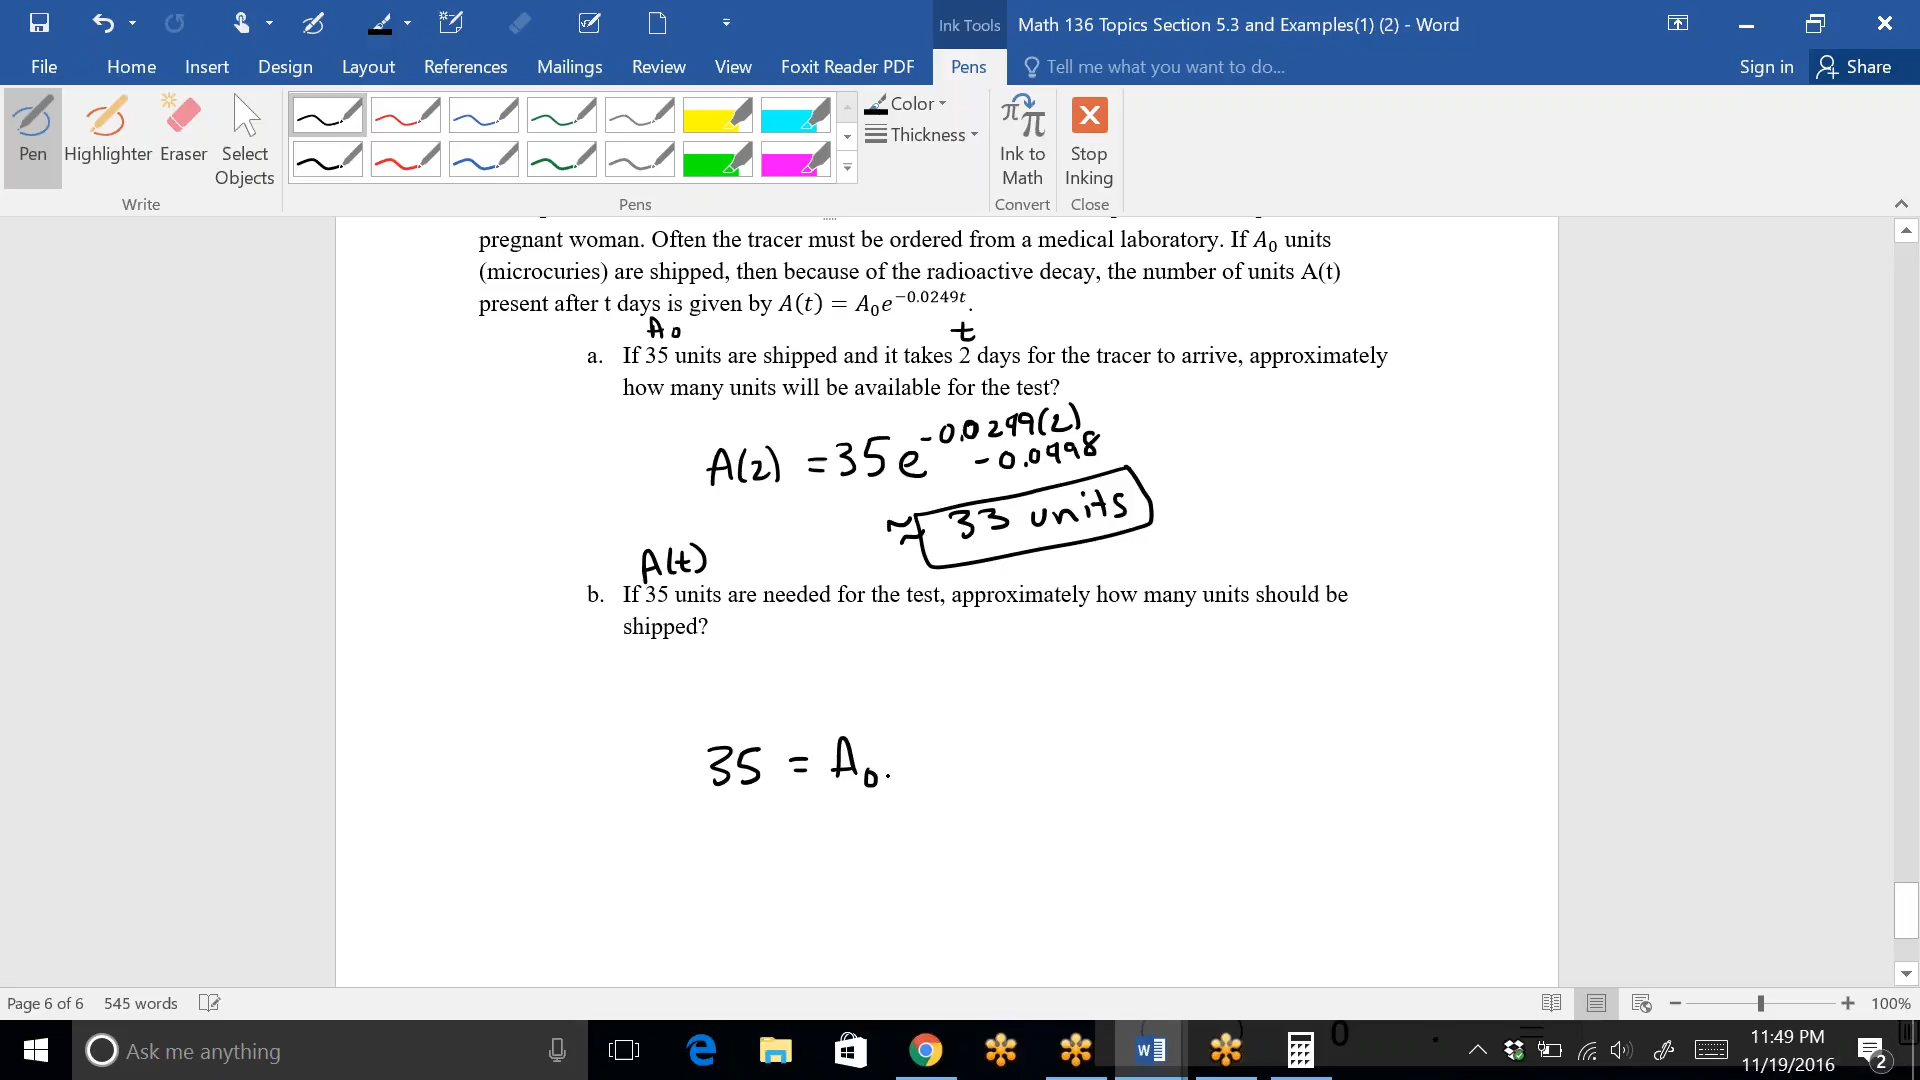 Ink Tools
Math 136 Topics Section 5.3 and Examples(1) (2) - Word
File Home Insert Design Layout References Mailings Review View Foxit Reader PDF Pens Tell me what you want to do... Sign in Share
Pen Highlighter Eraser Select Objects
Color
Thickness
Ink to Math
Stop Inking
Write Pens Convert Close
pregnant woman. Often the tracer must be ordered from a medical laboratory. If A₀ units
(microcuries) are shipped, then because of the radioactive decay, the number of units A(t)
present after t days is given by A(t) = A₀e^−0.0249t.
A₀ t
a. If 35 units are shipped and it takes 2 days for the tracer to arrive, approximately
how many units will be available for the test?
A(2) = 35 e^-0.0249(2)
-0.0498
≈ 33 units
A(t)
b. If 35 units are needed for the test, approximately how many units should be
shipped?
35 = A₀
Page 6 of 6 545 words 100%
Ask me anything
0
11:49 PM
11/19/2016
2